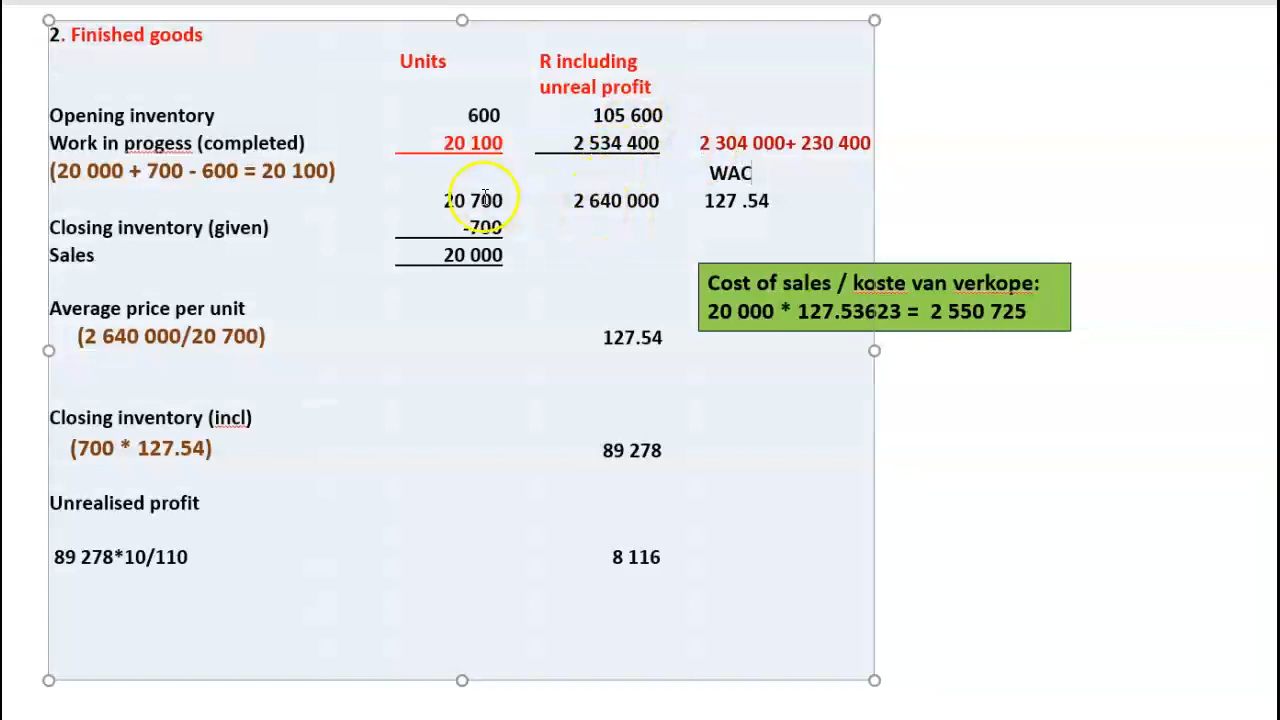 2. Finished goods
Units R including
unreal profit
Opening inventory 600 105 600
Work in progess (completed) 20 100 2 534 400 2 304 000+ 230 400
(20 000 + 700 - 600 = 20 100) WAC
20 700 2 640 000 127 .54
Closing inventory (given) -700
Sales 20 000
Cost of sales / koste van verkope:
20 000 * 127.53623 = 2 550 725
Average price per unit
(2 640 000/20 700) 127.54
Closing inventory (incl)
(700 * 127.54) 89 278
Unrealised profit
89 278*10/110 8 116